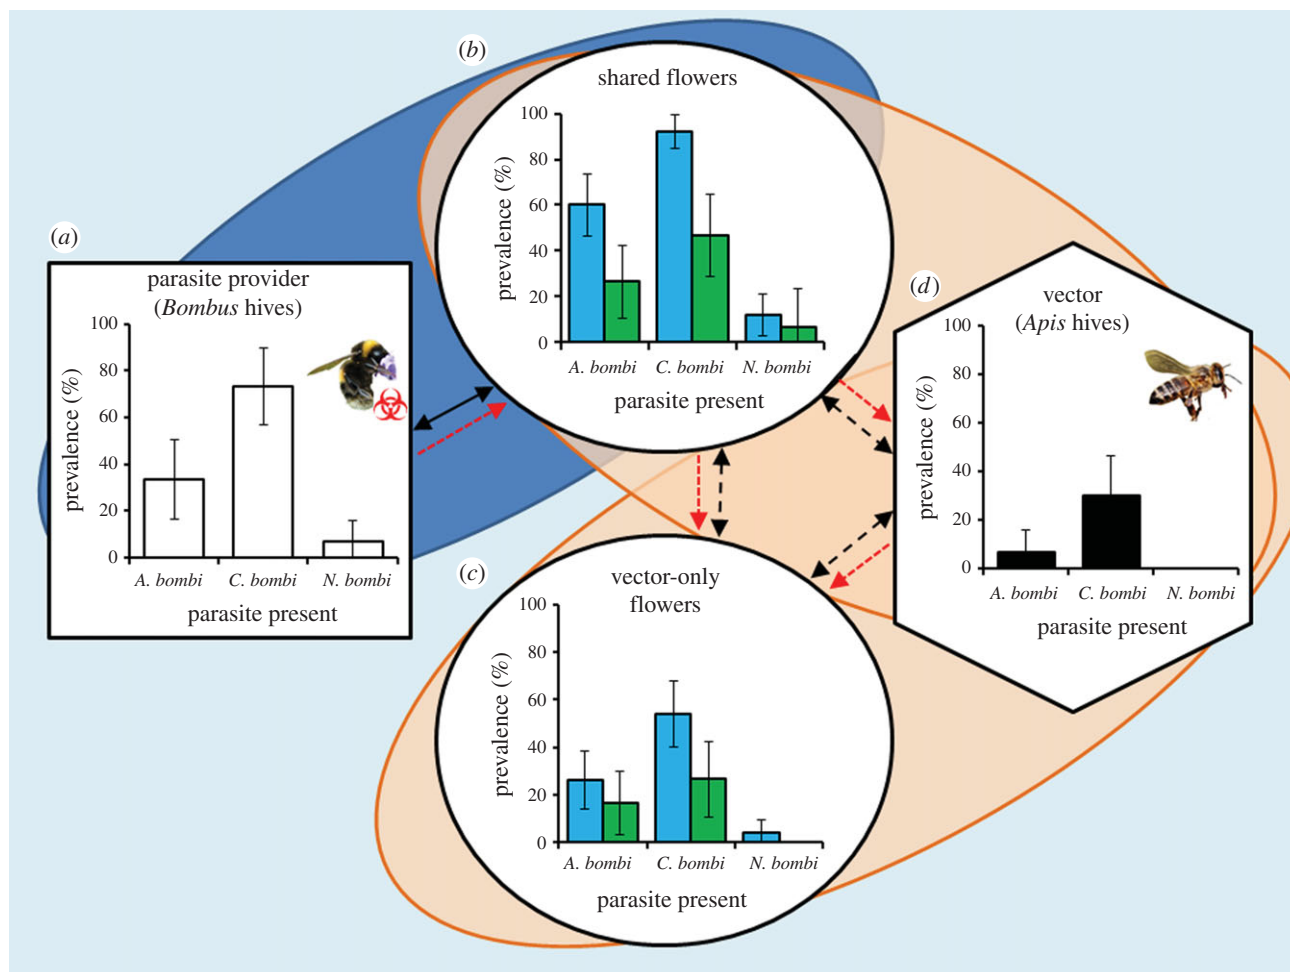 (a)
parasite provider
(Bombus hives)
prevalence (%)
100
80
60
40
20
0
A. bombi
C. bombi
N. bombi
parasite present
(b)
shared flowers
prevalence (%)
100
80
60
40
20
0
A. bombi
C. bombi
N. bombi
parasite present
(c)
vector-only
flowers
prevalence (%)
100
80
60
40
20
0
A. bombi
C. bombi
N. bombi
parasite present
(d)
vector
(Apis hives)
prevalence (%)
100
80
60
40
20
0
A. bombi
C. bombi
N. bombi
parasite present